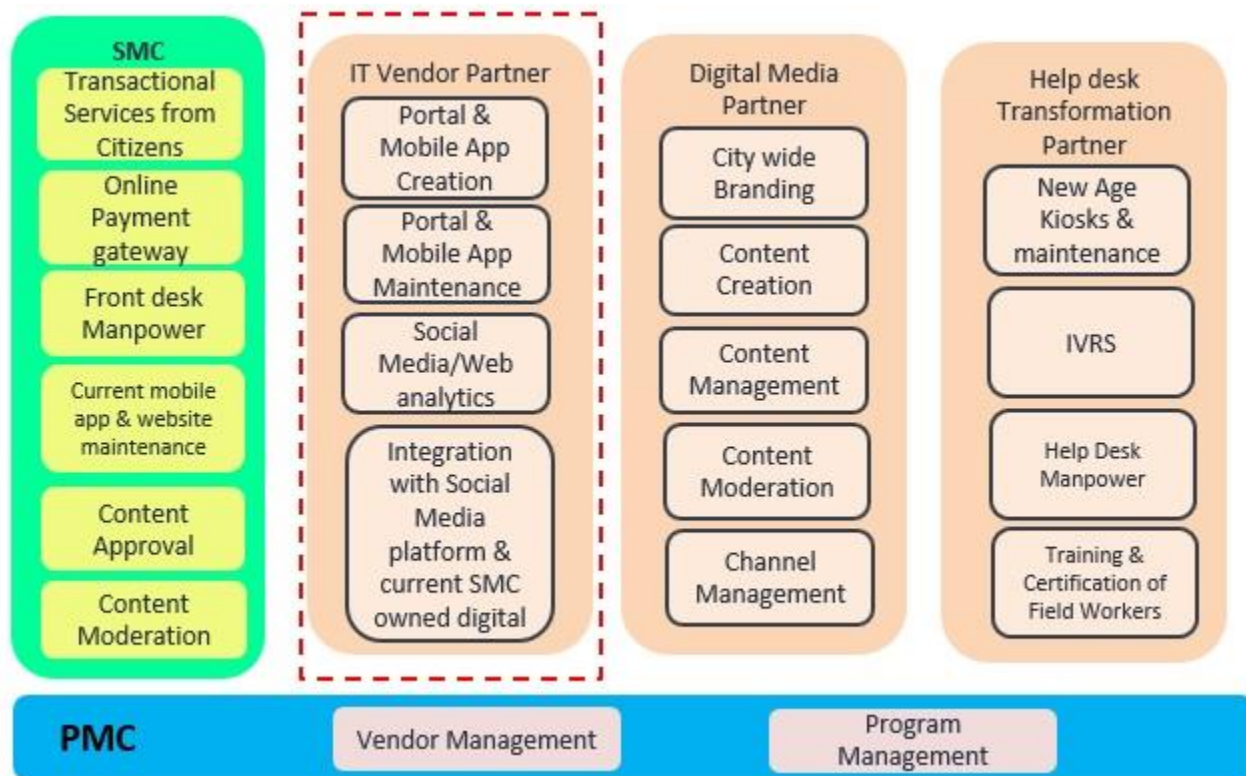 SMC
Transactional
Services from
Citizens
Online
Payment
gateway
Front desk
Manpower
Current mobile
app & website
maintenance
Content
Approval
Content
Moderation
IT Vendor Partner
Portal &
Mobile App
Creation
Portal &
Mobile App
Maintenance
Social
Media/Web
analytics
Integration
with Social
Media
platform &
current SMC
owned digital
Digital Media
Partner
City wide
Branding
Content
Creation
Content
Management
Content
Moderation
Channel
Management
Help desk
Transformation
Partner
New Age
Kiosks &
maintenance
IVRS
Help Desk
Manpower
Training &
Certification of
Field Workers
PMC
Vendor Management
Program
Management